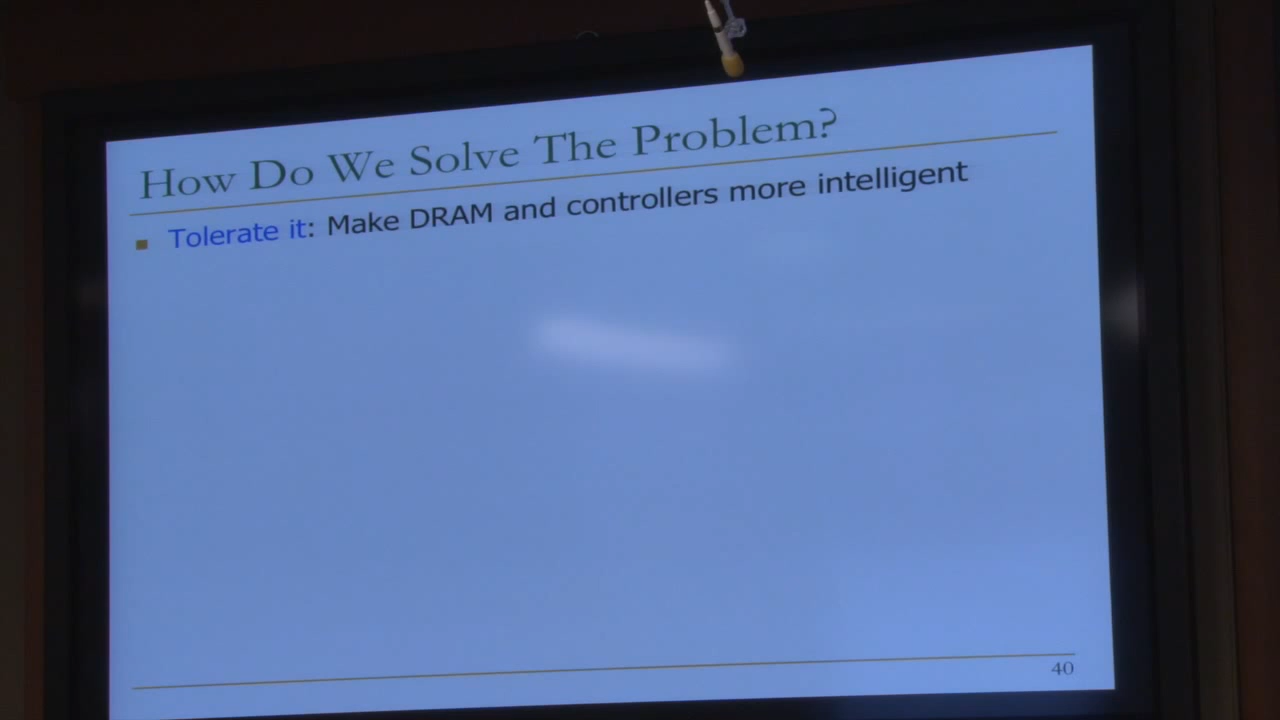 How Do We Solve The Problem?
Tolerate it: Make DRAM and controllers more intelligent
40